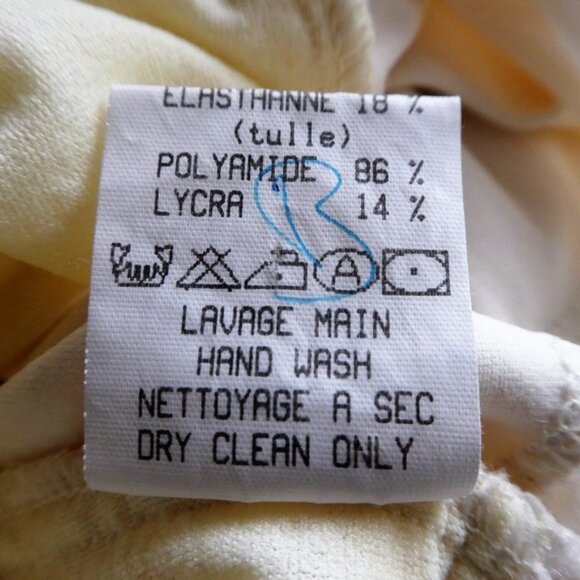 ELASTHANNE 18 %
(tulle)
POLYAMIDE 86 %
LYCRA 14 %
A
LAVAGE MAIN
HAND WASH
NETTOYAGE A SEC
DRY CLEAN ONLY